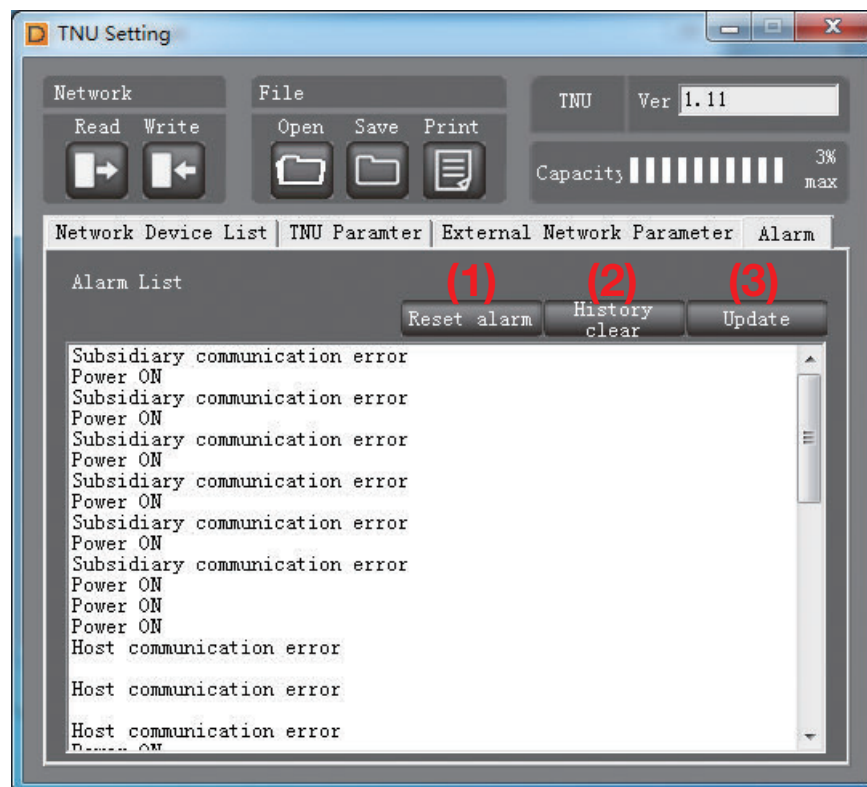 TNU Setting
Network
File
TNU Ver 1.11
Read Write
Open Save Print
Capacity 3%
max
Network Device List TNU Paramter External Network Parameter Alarm
Alarm List
(1) (2) (3)
Reset alarm History clear Update
Subsidiary communication error
Power ON
Subsidiary communication error
Power ON
Subsidiary communication error
Power ON
Subsidiary communication error
Power ON
Subsidiary communication error
Power ON
Subsidiary communication error
Power ON
Power ON
Power ON
Host communication error
Host communication error
Host communication error
Power ON